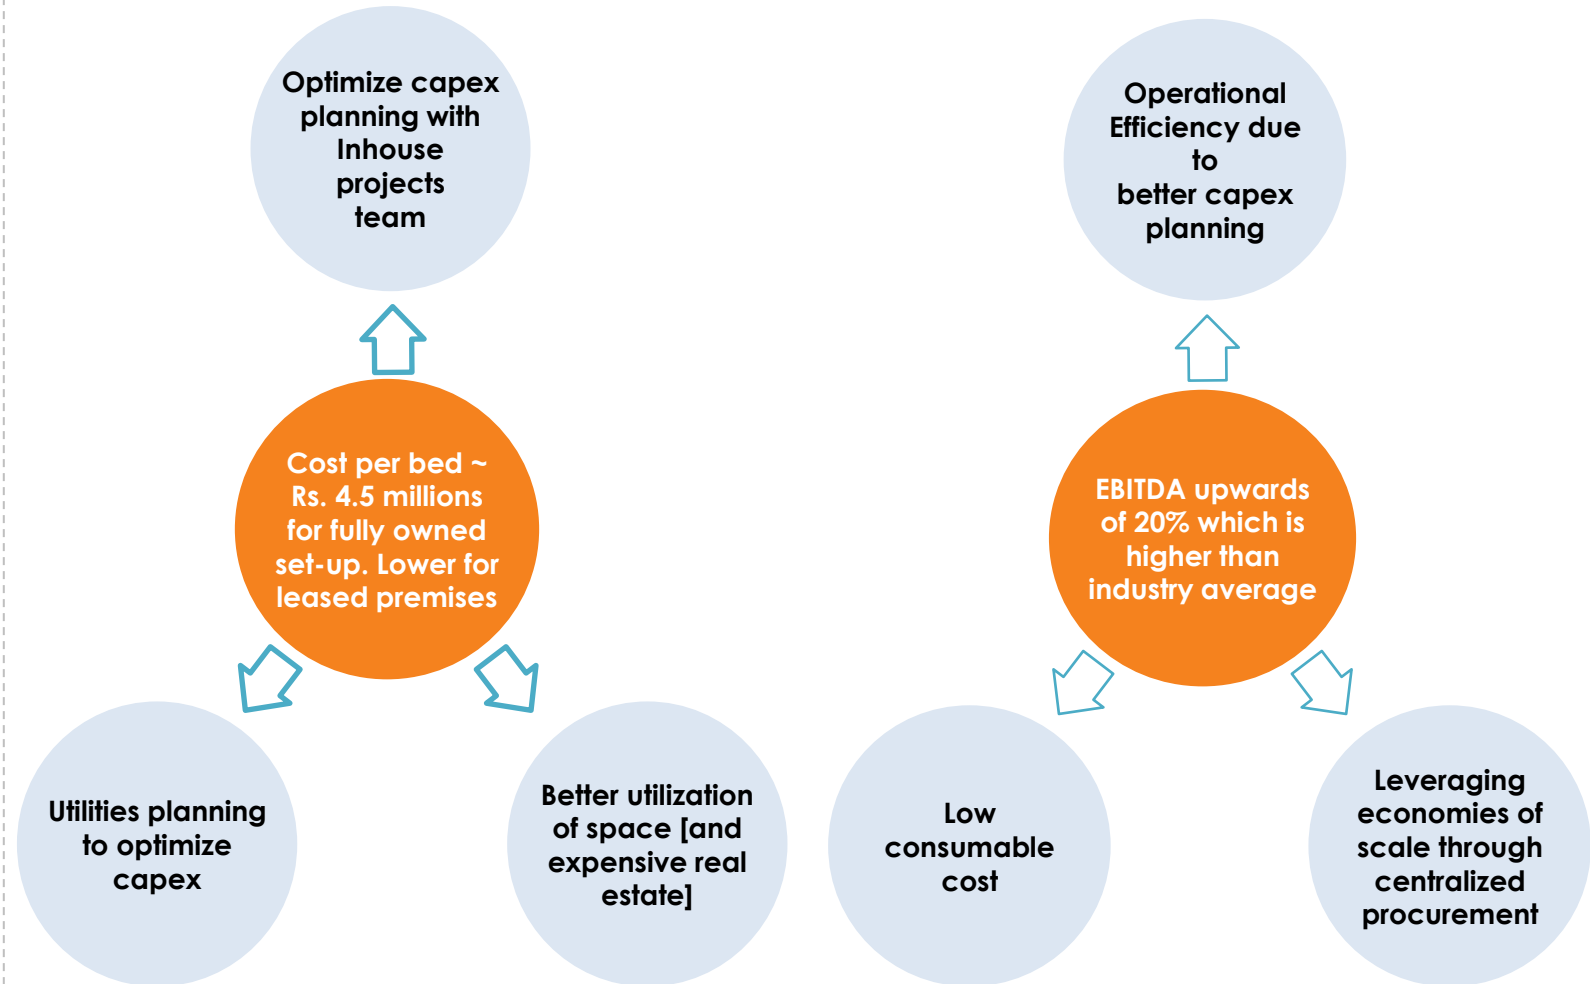 Optimize capex
planning with
Inhouse
projects
team
Cost per bed ~
Rs. 4.5 millions
for fully owned
set-up. Lower for
leased premises
Utilities planning
to optimize
capex
Better utilization
of space [and
expensive real
estate]
Operational
Efficiency due
to
better capex
planning
EBITDA upwards
of 20% which is
higher than
industry average
Low
consumable
cost
Leveraging
economies of
scale through
centralized
procurement